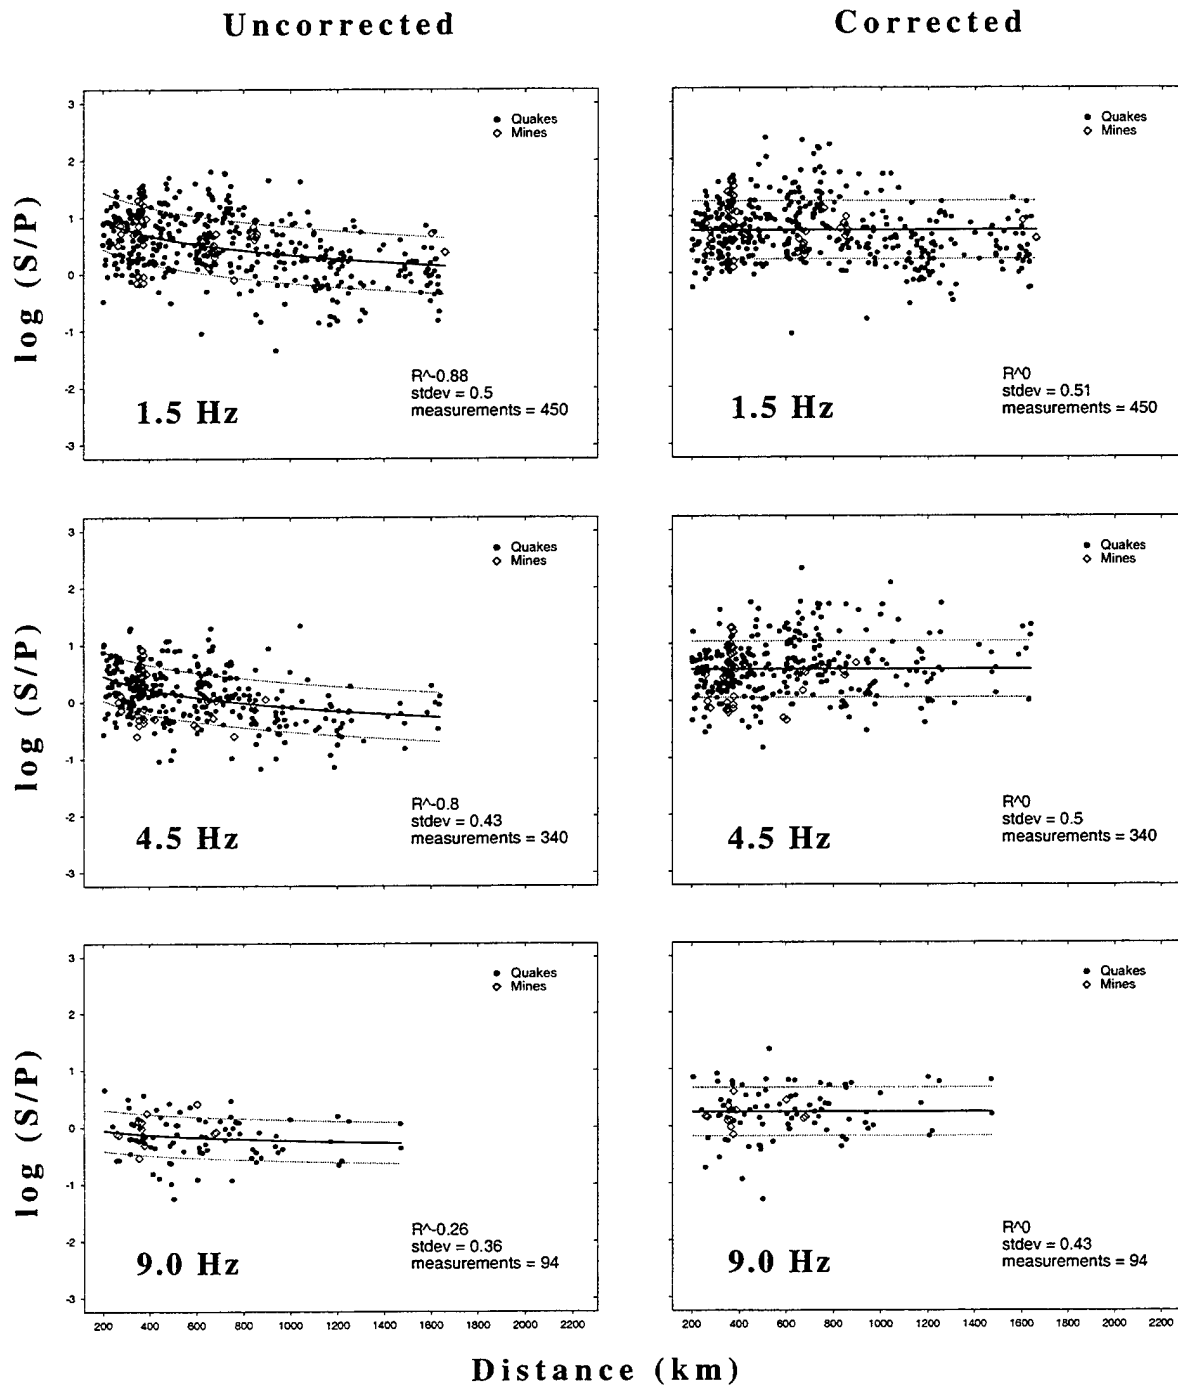 Uncorrected
Corrected
log (S/P)
3
2
1
0
-1
-2
-3
Quakes
Mines
R^-0.88
stdev = 0.5
measurements = 450
1.5 Hz
Quakes
Mines
R^0
stdev = 0.51
measurements = 450
1.5 Hz
log (S/P)
3
2
1
0
-1
-2
-3
Quakes
Mines
R^-0.8
stdev = 0.43
measurements = 340
4.5 Hz
Quakes
Mines
R^0
stdev = 0.5
measurements = 340
4.5 Hz
log (S/P)
3
2
1
0
-1
-2
-3
Quakes
Mines
R^-0.26
stdev = 0.36
measurements = 94
9.0 Hz
200 400 600 800 1000 1200 1400 1600 1800 2000 2200
Quakes
Mines
R^0
stdev = 0.43
measurements = 94
9.0 Hz
200 400 600 800 1000 1200 1400 1600 1800 2000 2200
Distance (km)